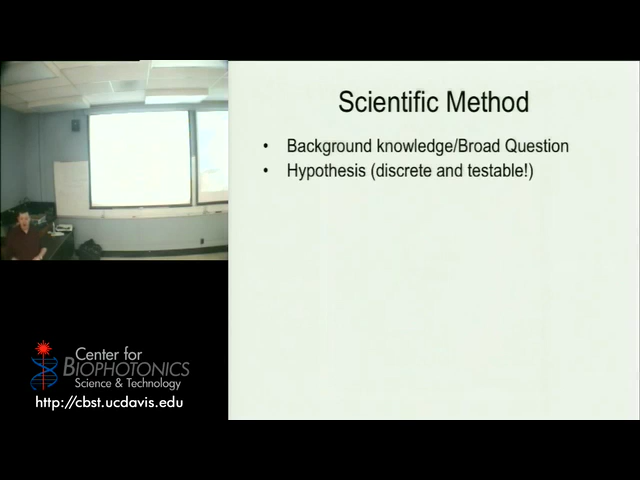 Scientific Method
• Background knowledge/Broad Question
• Hypothesis (discrete and testable!)
Center for
BIOPHOTONICS
Science & Technology
http://cbst.ucdavis.edu